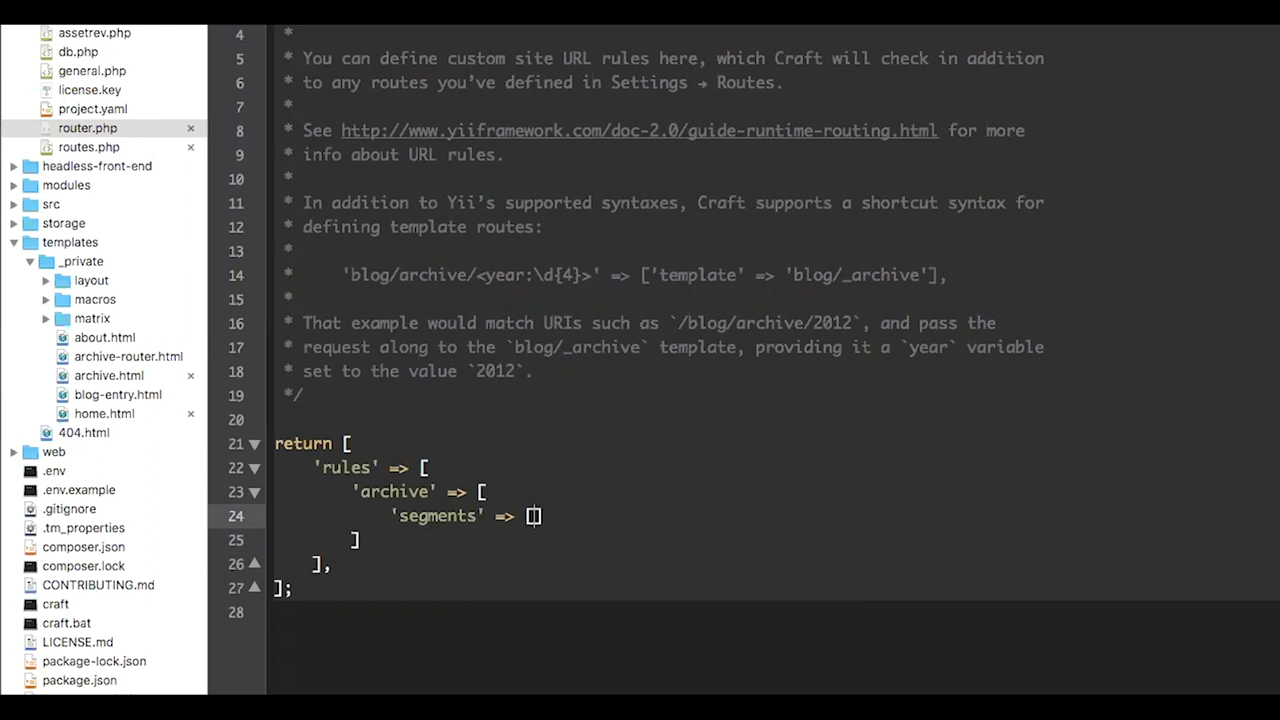 assetrev.php
db.php
general.php
license.key
project.yaml
router.php ×
routes.php ×
headless-front-end
modules
src
storage
templates
_private
layout
macros
matrix
about.html
archive-router.html
archive.html ×
blog-entry.html
home.html ×
404.html
web
.env
.env.example
.gitignore
.tm_properties
composer.json
composer.lock
CONTRIBUTING.md
craft
craft.bat
LICENSE.md
package-lock.json
package.json
4 *
5 * You can define custom site URL rules here, which Craft will check in addition
6 * to any routes you’ve defined in Settings → Routes.
7 *
8 * See http://www.yiiframework.com/doc-2.0/guide-runtime-routing.html for more
9 * info about URL rules.
10 *
11 * In addition to Yii’s supported syntaxes, Craft supports a shortcut syntax for
12 * defining template routes:
13 *
14 *     'blog/archive/<year:\d{4}>' => ['template' => 'blog/_archive'],
15 *
16 * That example would match URIs such as `/blog/archive/2012`, and pass the
17 * request along to the `blog/_archive` template, providing it a `year` variable
18 * set to the value `2012`.
19 */
20
21 return [
22     'rules' => [
23         'archive' => [
24             'segments' => []
25         ]
26     ],
27 ];
28